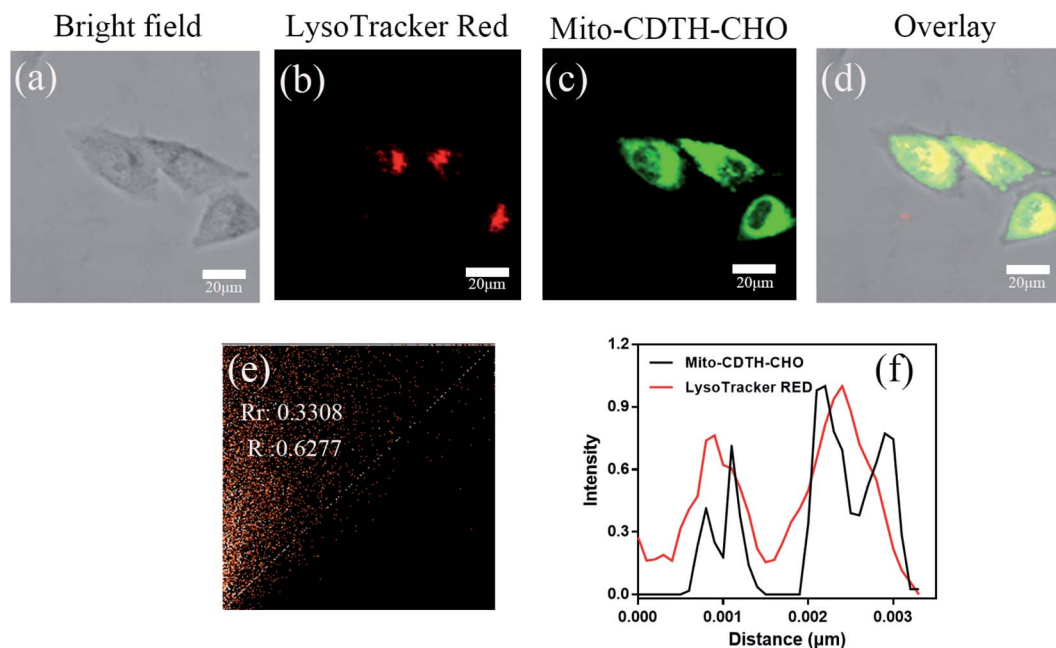 Bright field
LysoTracker Red
Mito-CDTH-CHO
Overlay
(a)
(b)
(c)
(d)
20μm
20μm
20μm
20μm
(e)
Rr: 0.3308
R :0.6277
(f)
Mito-CDTH-CHO
LysoTracker RED
1.2
0.9
0.6
0.3
0.0
Intensity
0.000
0.001
0.002
0.003
Distance (μm)